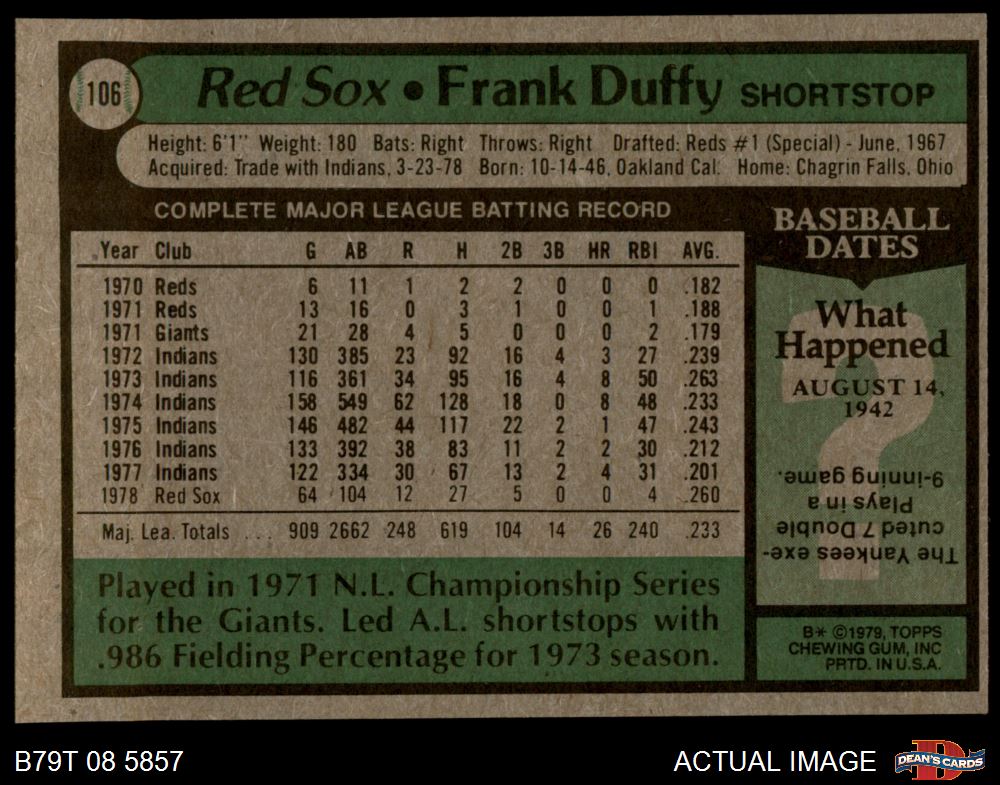 106
Red Sox • Frank Duffy SHORTSTOP
Height: 6'1" Weight: 180 Bats: Right Throws: Right Drafted: Reds #1 (Special) - June, 1967
Acquired: Trade with Indians, 3-23-78 Born: 10-14-46, Oakland Cal. Home: Chagrin Falls, Ohio
COMPLETE MAJOR LEAGUE BATTING RECORD
Year Club G AB R H 2B 3B HR RBI AVG.
1970 Reds 6 11 1 2 2 0 0 0 .182
1971 Reds 13 16 0 3 1 0 0 1 .188
1971 Giants 21 28 4 5 0 0 0 2 .179
1972 Indians 130 385 23 92 16 4 3 27 .239
1973 Indians 116 361 34 95 16 4 8 50 .263
1974 Indians 158 549 62 128 18 0 8 48 .233
1975 Indians 146 482 44 117 22 2 1 47 .243
1976 Indians 133 392 38 83 11 2 2 30 .212
1977 Indians 122 334 30 67 13 2 4 31 .201
1978 Red Sox 64 104 12 27 5 0 0 4 .260
Maj. Lea. Totals ... 909 2662 248 619 104 14 26 240 .233
Played in 1971 N.L. Championship Series
for the Giants. Led A.L. shortstops with
.986 Fielding Percentage for 1973 season.
BASEBALL
DATES
What
Happened
AUGUST 14,
1942
?
The Yankees exe-
cuted 7 Double
Plays in a
9-inning game.
B* ©1979, TOPPS
CHEWING GUM, INC
PRTD. IN U.S.A.
B79T 08 5857
ACTUAL IMAGE
DEAN'S CARDS